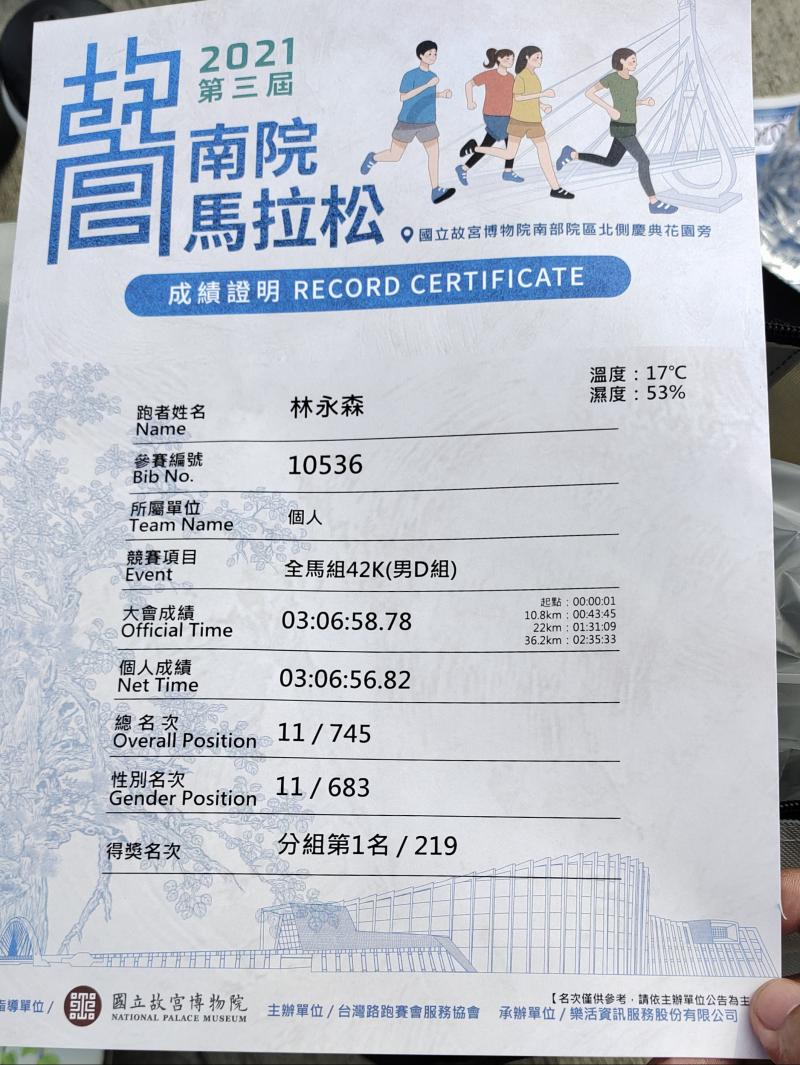 故宮
2021
第三屆
南院
馬拉松
國立故宮博物院南部院區北側慶典花園旁
成績證明 RECORD CERTIFICATE
溫度：17℃
濕度：53%
跑者姓名 林永森
Name
參賽編號 10536
Bib No.
所屬單位 個人
Team Name
競賽項目 全馬組42K(男D組)
Event
大會成績 03:06:58.78
Official Time
起點：00:00:01
10.8km：00:43:45
22km：01:31:09
36.2km：02:35:33
個人成績 03:06:56.82
Net Time
總名次 11 / 745
Overall Position
性別名次 11 / 683
Gender Position
得獎名次 分組第1名 / 219
【名次僅供參考，請依主辦單位公告為主
指導單位 / 國立故宮博物院
NATIONAL PALACE MUSEUM
主辦單位 / 台灣路跑賽會服務協會 承辦單位 / 樂活資訊服務股份有限公司